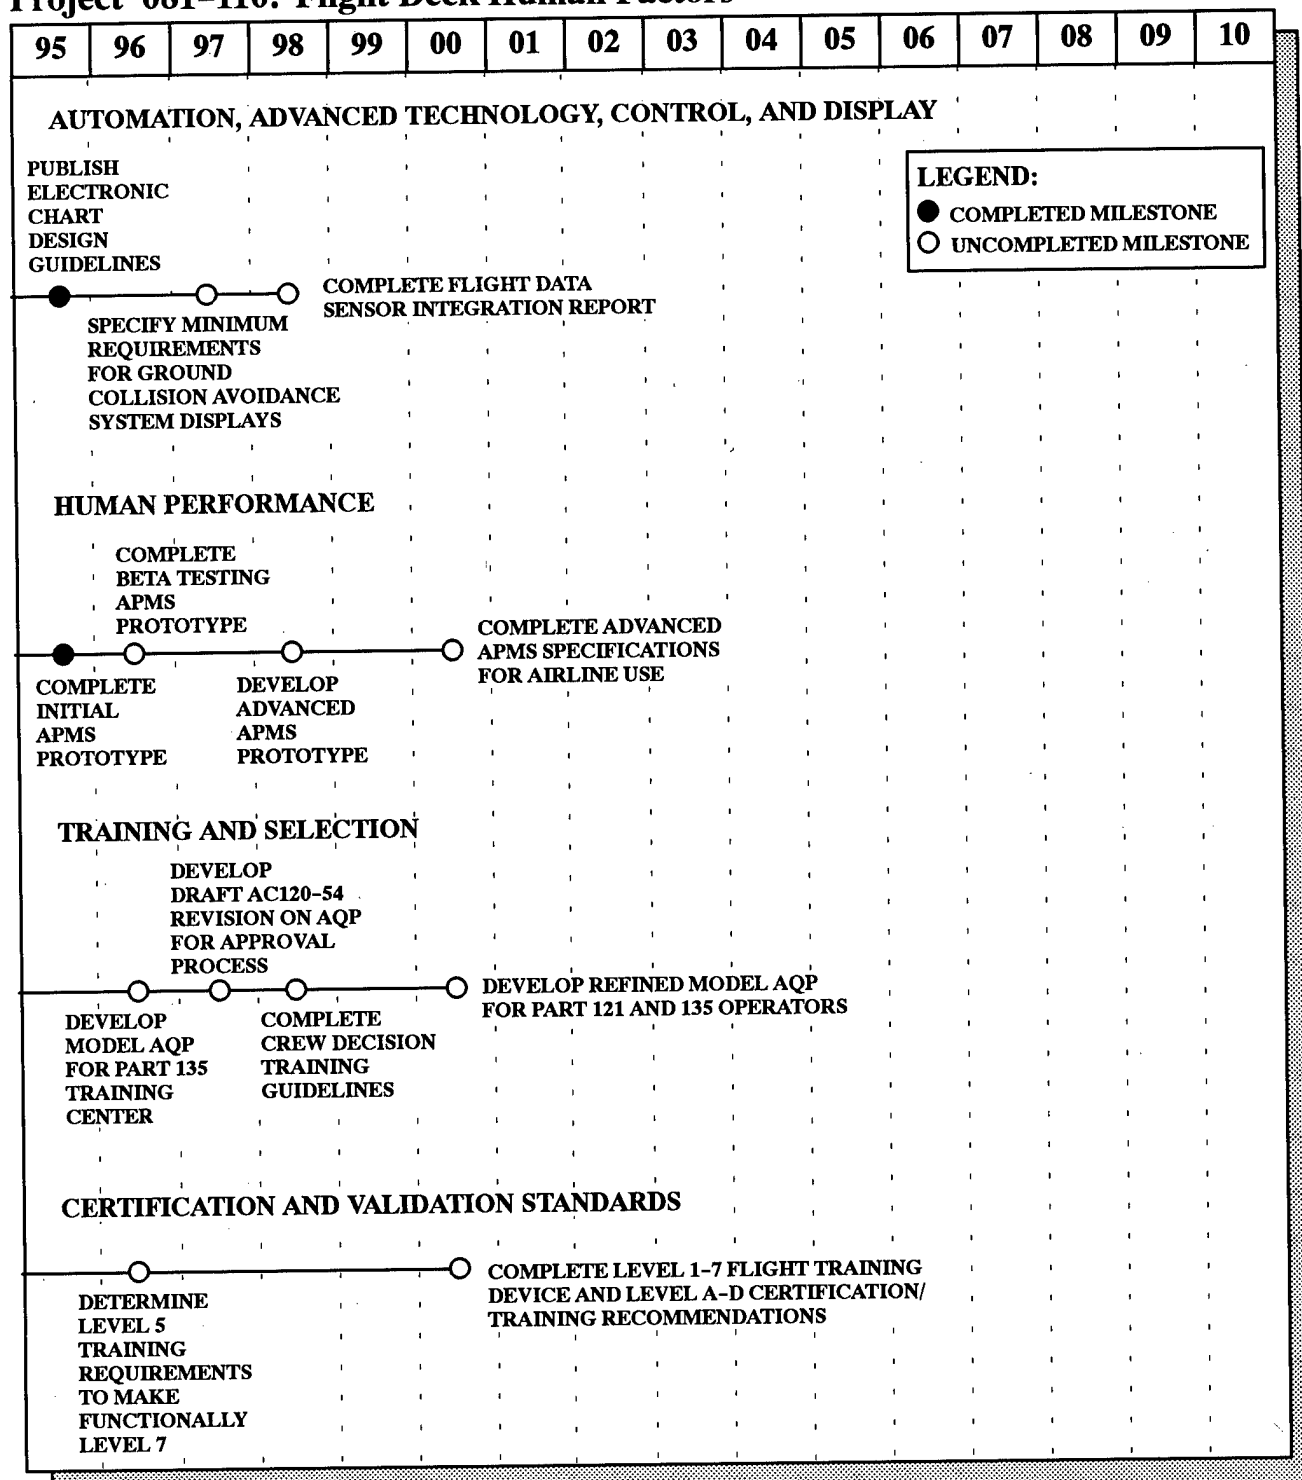 Project 081-110: Flight Deck Human Factors
95 96 97 98 99 00 01 02 03 04 05 06 07 08 09 10
AUTOMATION, ADVANCED TECHNOLOGY, CONTROL, AND DISPLAY
PUBLISH
ELECTRONIC
CHART
DESIGN
GUIDELINES
LEGEND:
COMPLETED MILESTONE
UNCOMPLETED MILESTONE
COMPLETE FLIGHT DATA
SENSOR INTEGRATION REPORT
SPECIFY MINIMUM
REQUIREMENTS
FOR GROUND
COLLISION AVOIDANCE
SYSTEM DISPLAYS
HUMAN PERFORMANCE
COMPLETE
BETA TESTING
APMS
PROTOTYPE
COMPLETE ADVANCED
APMS SPECIFICATIONS
FOR AIRLINE USE
COMPLETE
INITIAL
APMS
PROTOTYPE
DEVELOP
ADVANCED
APMS
PROTOTYPE
TRAINING AND SELECTION
DEVELOP
DRAFT AC120-54
REVISION ON AQP
FOR APPROVAL
PROCESS
DEVELOP REFINED MODEL AQP
FOR PART 121 AND 135 OPERATORS
DEVELOP
MODEL AQP
FOR PART 135
TRAINING
CENTER
COMPLETE
CREW DECISION
TRAINING
GUIDELINES
CERTIFICATION AND VALIDATION STANDARDS
COMPLETE LEVEL 1-7 FLIGHT TRAINING
DEVICE AND LEVEL A-D CERTIFICATION/
TRAINING RECOMMENDATIONS
DETERMINE
LEVEL 5
TRAINING
REQUIREMENTS
TO MAKE
FUNCTIONALLY
LEVEL 7